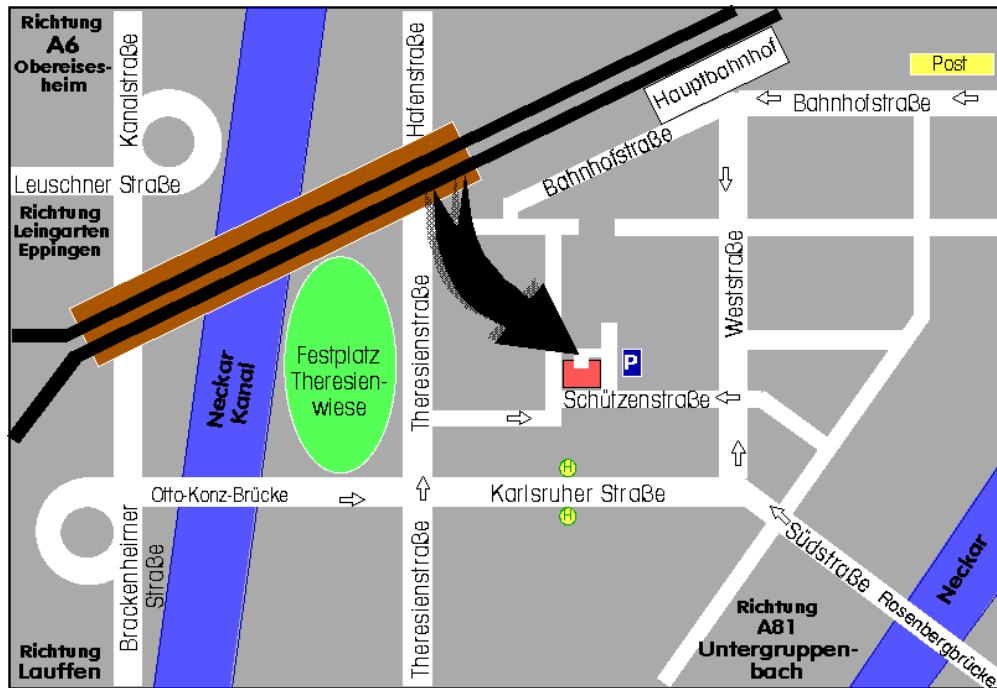 Richtung
A6
Obereises-
heim
Kanalstraße
Hafenstraße
Hauptbahnhof
Post
Bahnhofstraße
Bahnhofstraße
Leuschner Straße
Richtung
Leingarten
Eppingen
Weststraße
Theresienstraße
Festplatz
Theresien-
wiese
Neckar
Kanal
P
Schützenstraße
H
Otto-Konz-Brücke
Karlsruher Straße
H
Brackenheimer
Straße
Theresienstraße
Südstraße
Rosenbergbrücke
Neckar
Richtung
A81
Untergruppen-
bach
Richtung
Lauffen